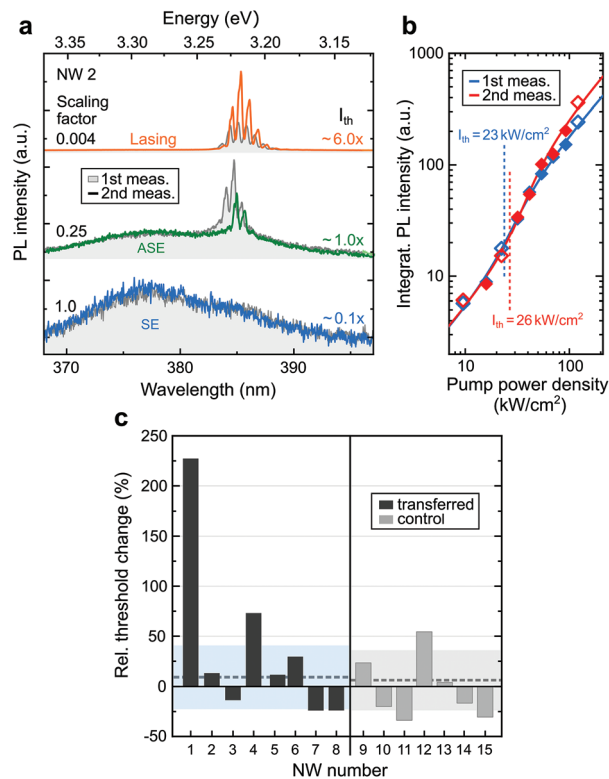 a
Energy (eV)
3.35 3.30 3.25 3.20 3.15
NW 2
Scaling
factor
0.004
Lasing
I_th
~6.0x
1st meas.
2nd meas.
0.25
ASE
~1.0x
1.0
SE
~0.1x
PL intensity (a.u.)
370 380 390
Wavelength (nm)
b
1000
100
10
Integrat. PL intensity (a.u.)
1st meas.
2nd meas.
I_th = 23 kW/cm²
I_th = 26 kW/cm²
10 100
Pump power density
(kW/cm²)
c
250
200
150
100
50
0
-50
Rel. threshold change (%)
transferred
control
1 2 3 4 5 6 7 8 9 10 11 12 13 14 15
NW number